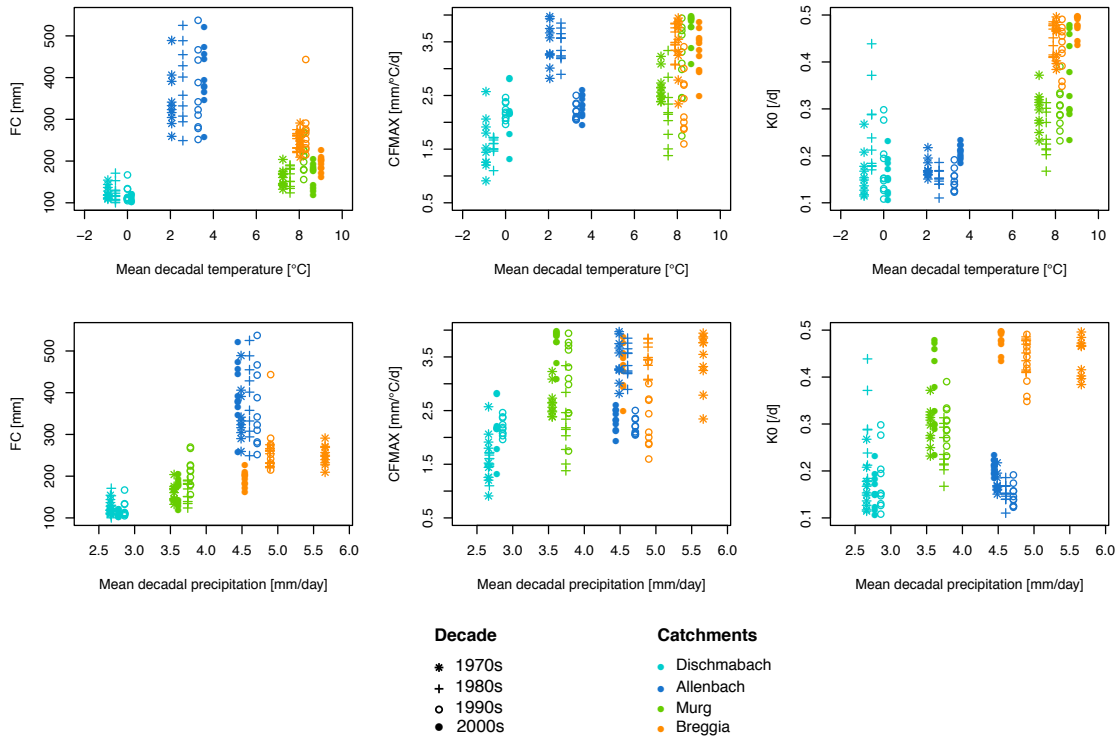 FC [mm]
500
400
300
200
100
−2 0 2 4 6 8 10
Mean decadal temperature [°C]
CFMAX [mm/°C/d]
3.5
2.5
1.5
0.5
−2 0 2 4 6 8 10
Mean decadal temperature [°C]
K0 [/d]
0.5
0.4
0.3
0.2
0.1
−2 0 2 4 6 8 10
Mean decadal temperature [°C]
FC [mm]
500
400
300
200
100
2.5 3.0 3.5 4.0 4.5 5.0 5.5 6.0
Mean decadal precipitation [mm/day]
CFMAX [mm/°C/d]
3.5
2.5
1.5
0.5
2.5 3.0 3.5 4.0 4.5 5.0 5.5 6.0
Mean decadal precipitation [mm/day]
K0 [/d]
0.5
0.4
0.3
0.2
0.1
2.5 3.0 3.5 4.0 4.5 5.0 5.5 6.0
Mean decadal precipitation [mm/day]
Decade
1970s
1980s
1990s
2000s
Catchments
Dischmabach
Allenbach
Murg
Breggia